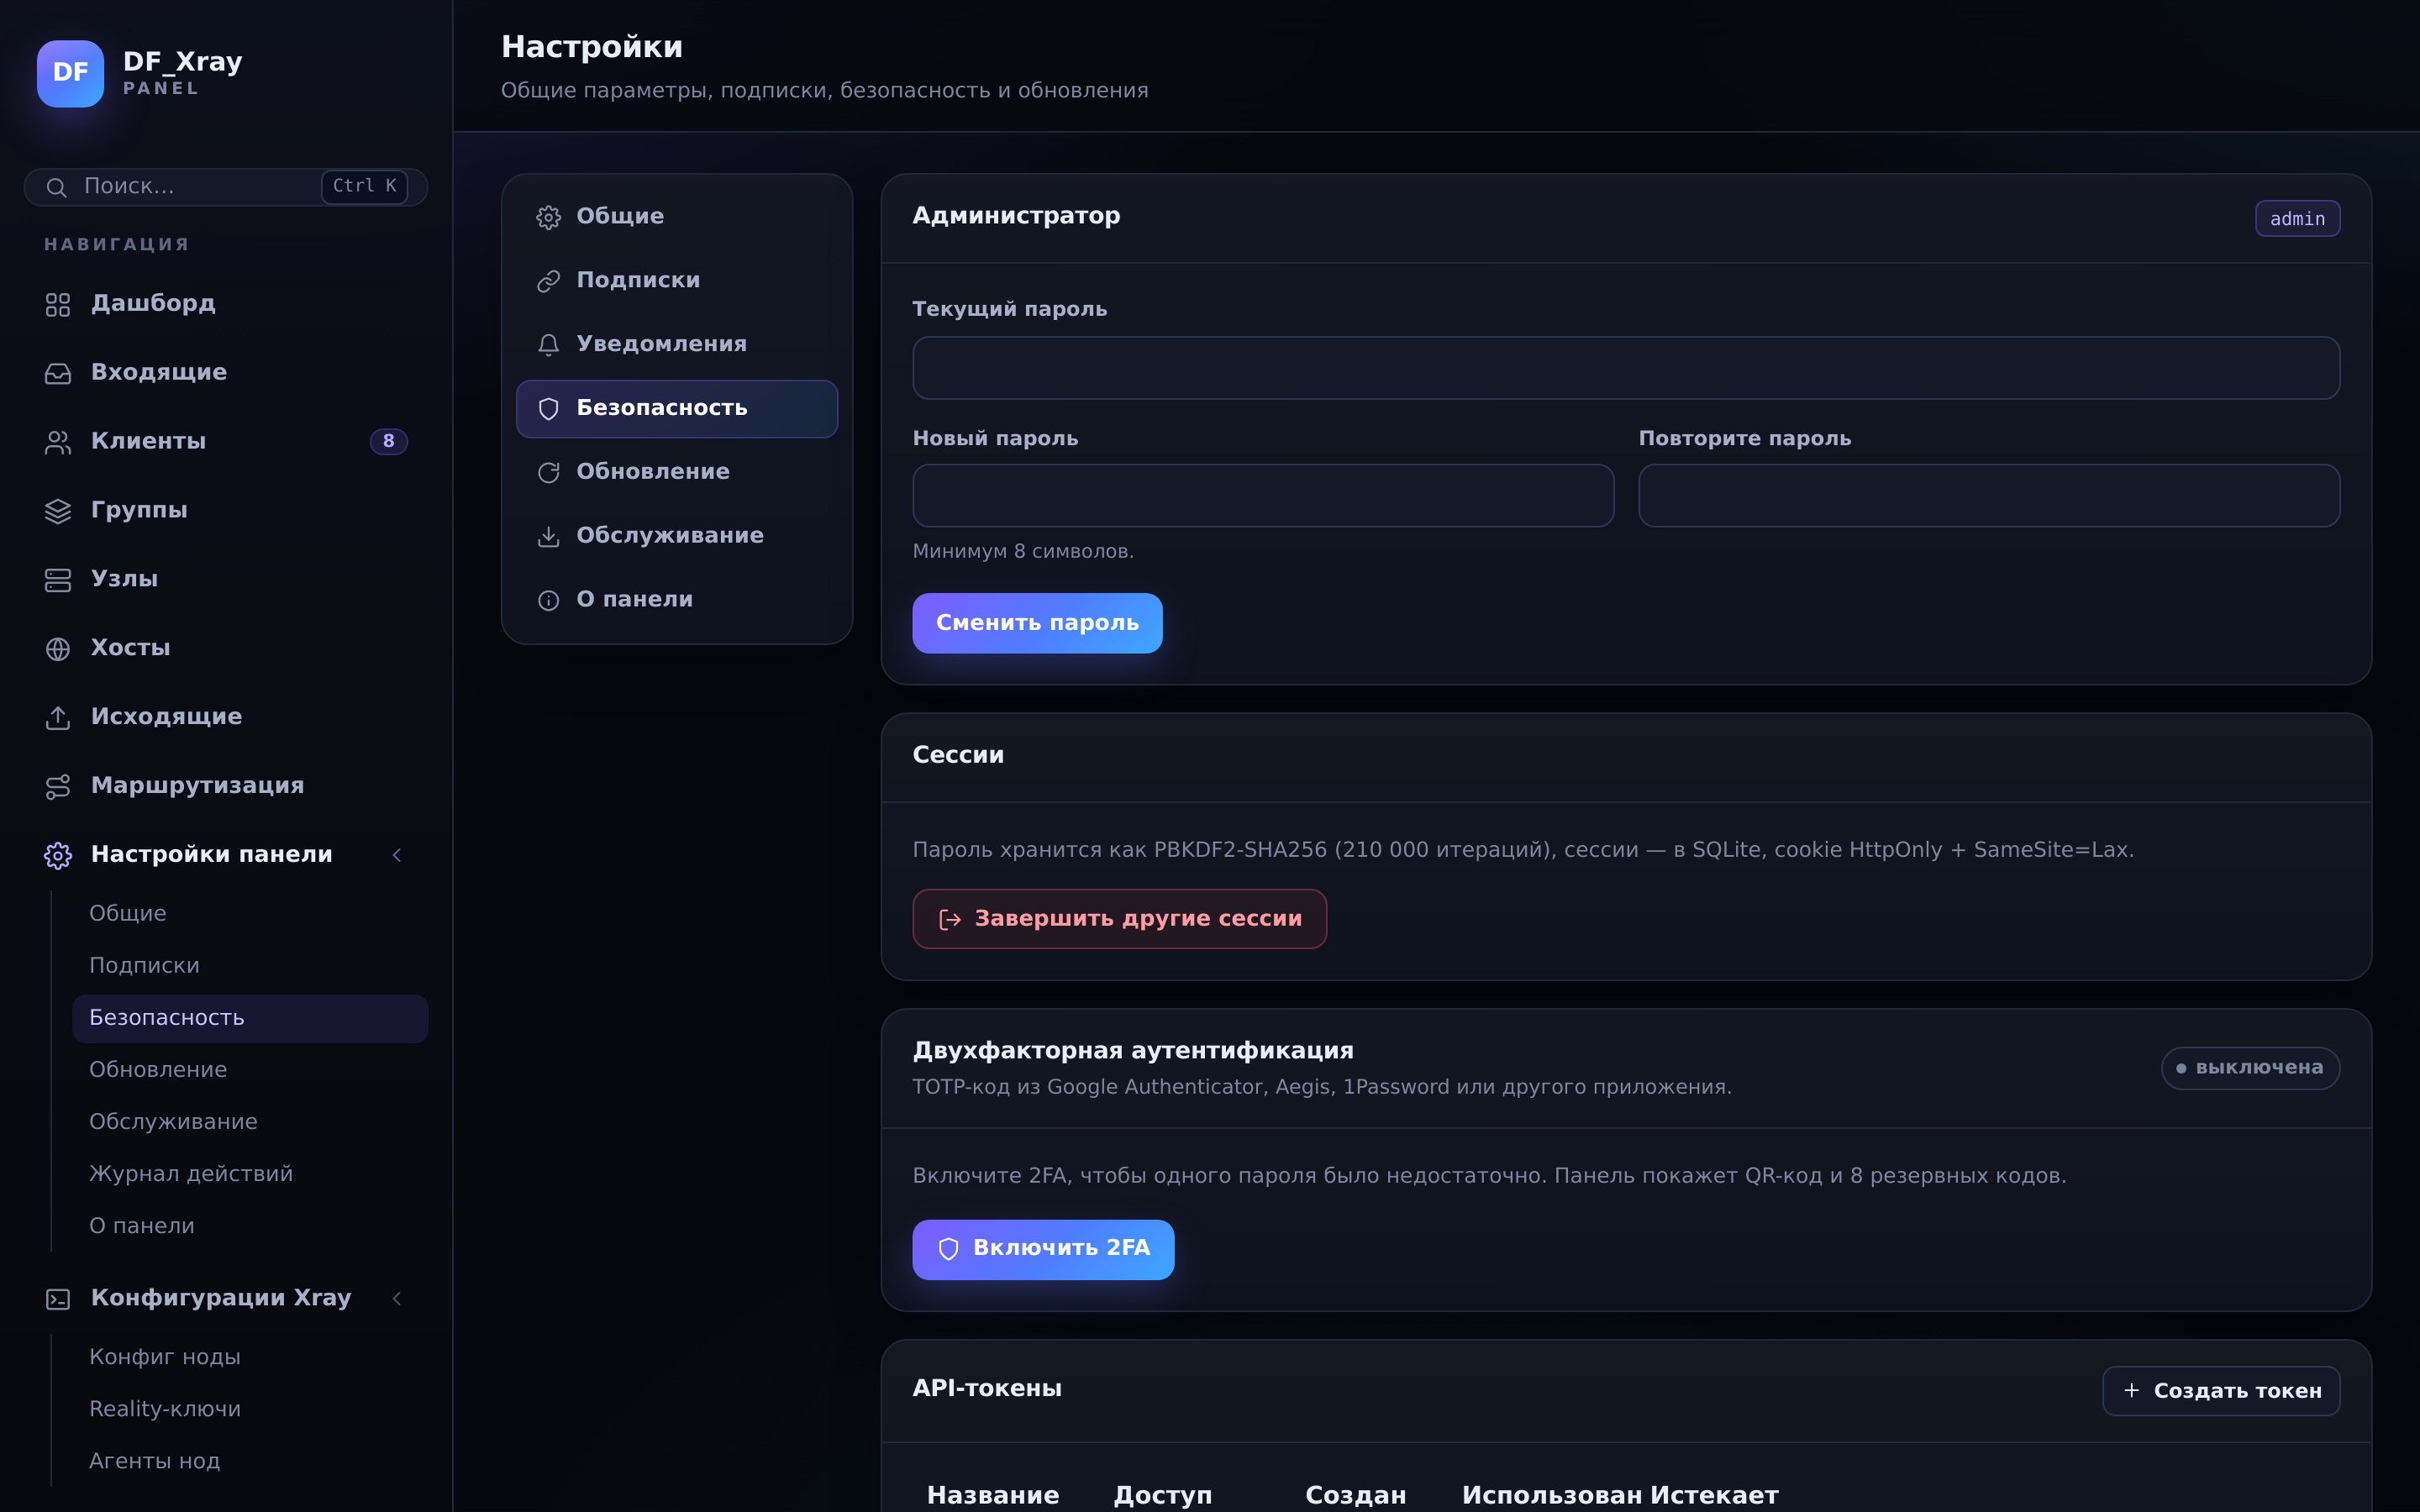 DF
DF_Xray
PANEL
Поиск...
Ctrl K
НАВИГАЦИЯ
Дашборд
Входящие
Клиенты
8
Группы
Узлы
Хосты
Исходящие
Маршрутизация
Настройки панели
Общие
Подписки
Безопасность
Обновление
Обслуживание
Журнал действий
О панели
Конфигурации Xray
Конфиг ноды
Reality-ключи
Агенты нод
Настройки
Общие параметры, подписки, безопасность и обновления
Общие
Подписки
Уведомления
Безопасность
Обновление
Обслуживание
О панели
Администратор
admin
Текущий пароль
Новый пароль
Повторите пароль
Минимум 8 символов.
Сменить пароль
Сессии
Пароль хранится как PBKDF2-SHA256 (210 000 итераций), сессии — в SQLite, cookie HttpOnly + SameSite=Lax.
Завершить другие сессии
Двухфакторная аутентификация
выключена
TOTP-код из Google Authenticator, Aegis, 1Password или другого приложения.
Включите 2FA, чтобы одного пароля было недостаточно. Панель покажет QR-код и 8 резервных кодов.
Включить 2FA
API-токены
Создать токен
Название Доступ Создан Использован Истекает